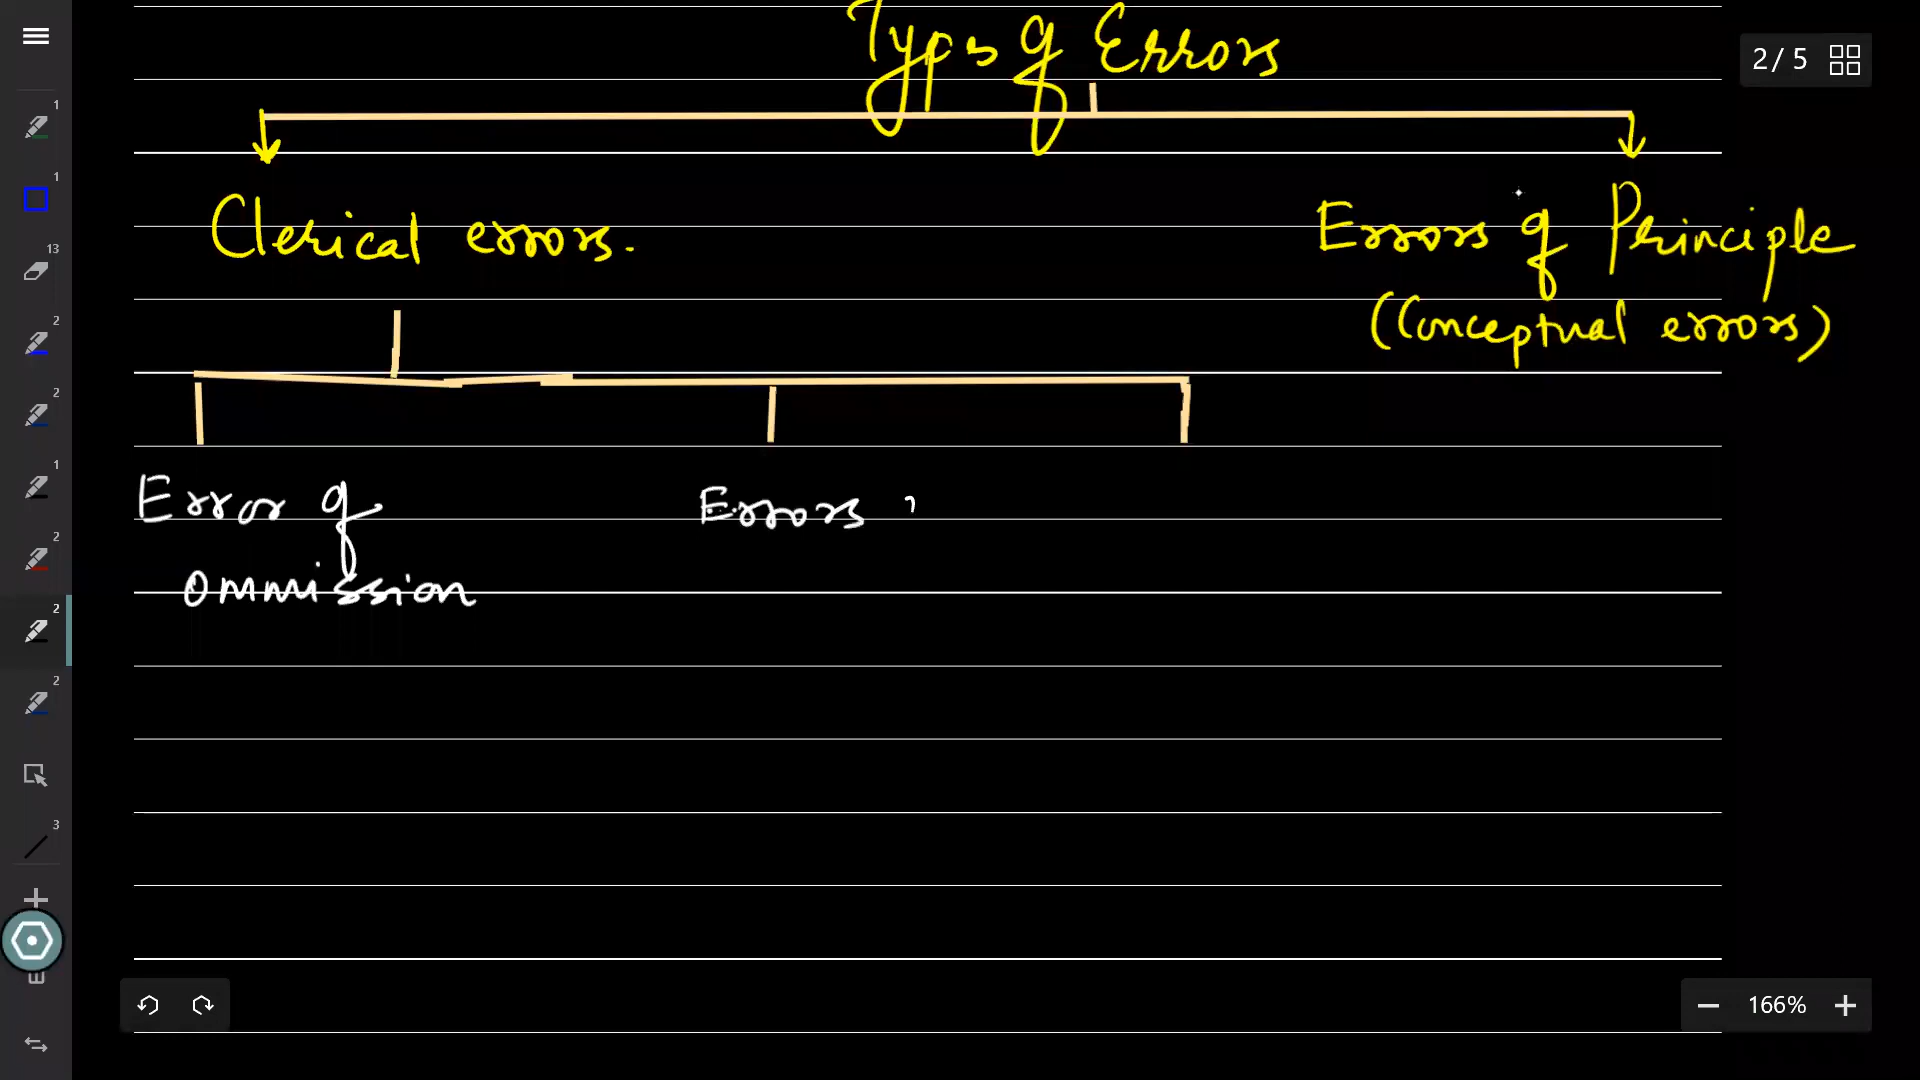 Types of Errors
2/5
Clerical errors.
Errors of Principle
(Conceptual errors)
Error of
ommission
Errors
166%